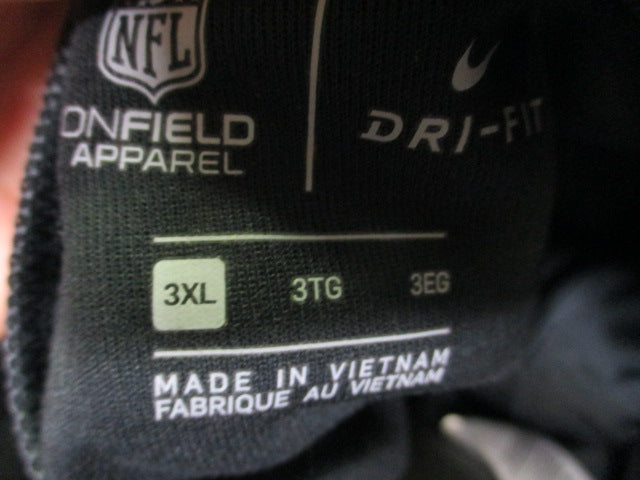 NFL
ONFIELD
APPAREL
DRI-FIT
3XL 3TG 3EG
MADE IN VIETNAM
FABRIQUE AU VIETNAM